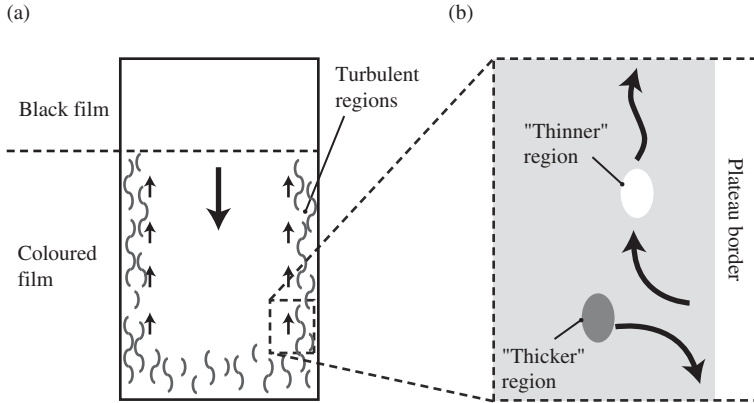 (a)
Black film
Coloured
film
Turbulent
regions
(b)
"Thinner"
region
"Thicker"
region
Plateau border